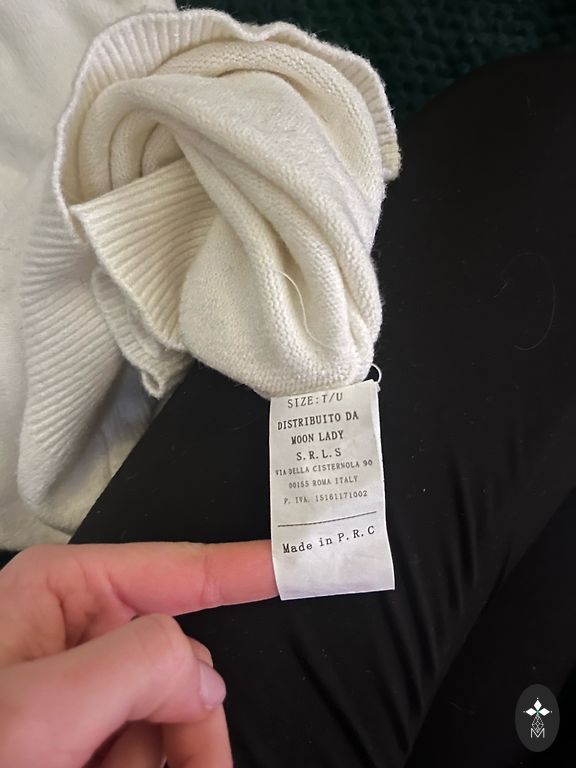 SIZE:T/U
DISTRIBUITO DA
MOON LADY
S.R.L.S
VIA DELLA CISTERNOLA 90
00155 ROMA ITALY
P. IVA. 15161171002
Made in P.R.C
M